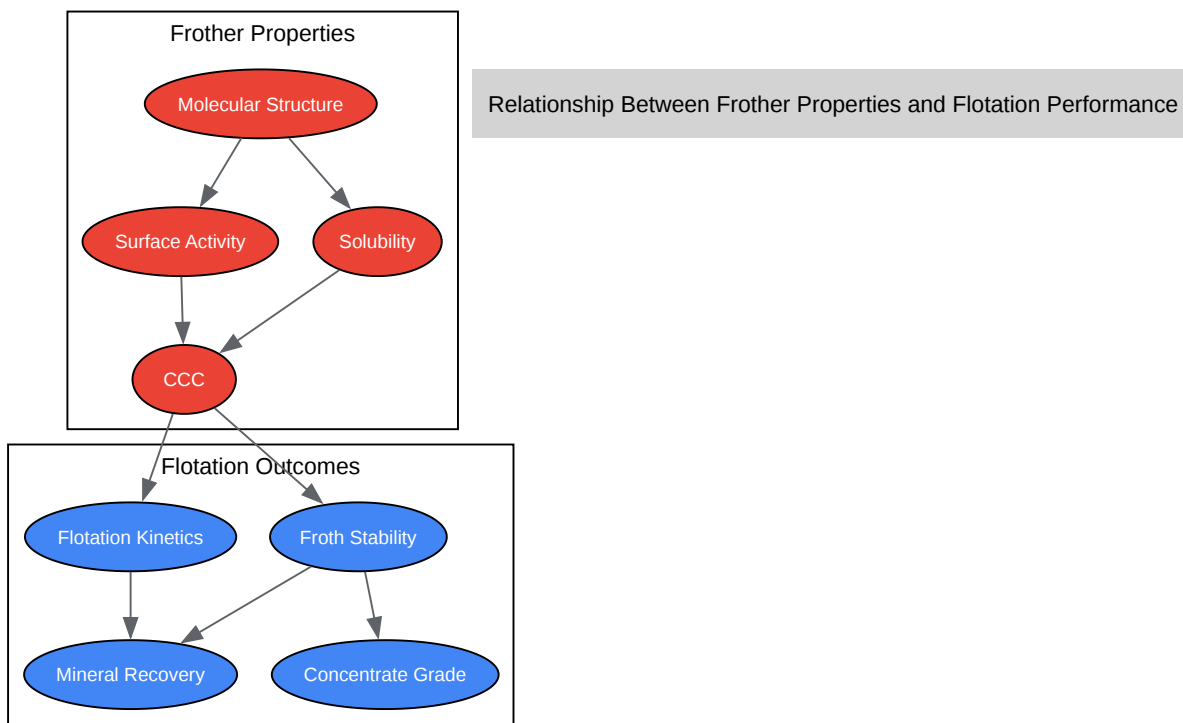 Frother Properties
Molecular Structure
Relationship Between Frother Properties and Flotation Performance
Surface Activity
Solubility
CCC
Flotation Outcomes
Flotation Kinetics
Froth Stability
Mineral Recovery
Concentrate Grade